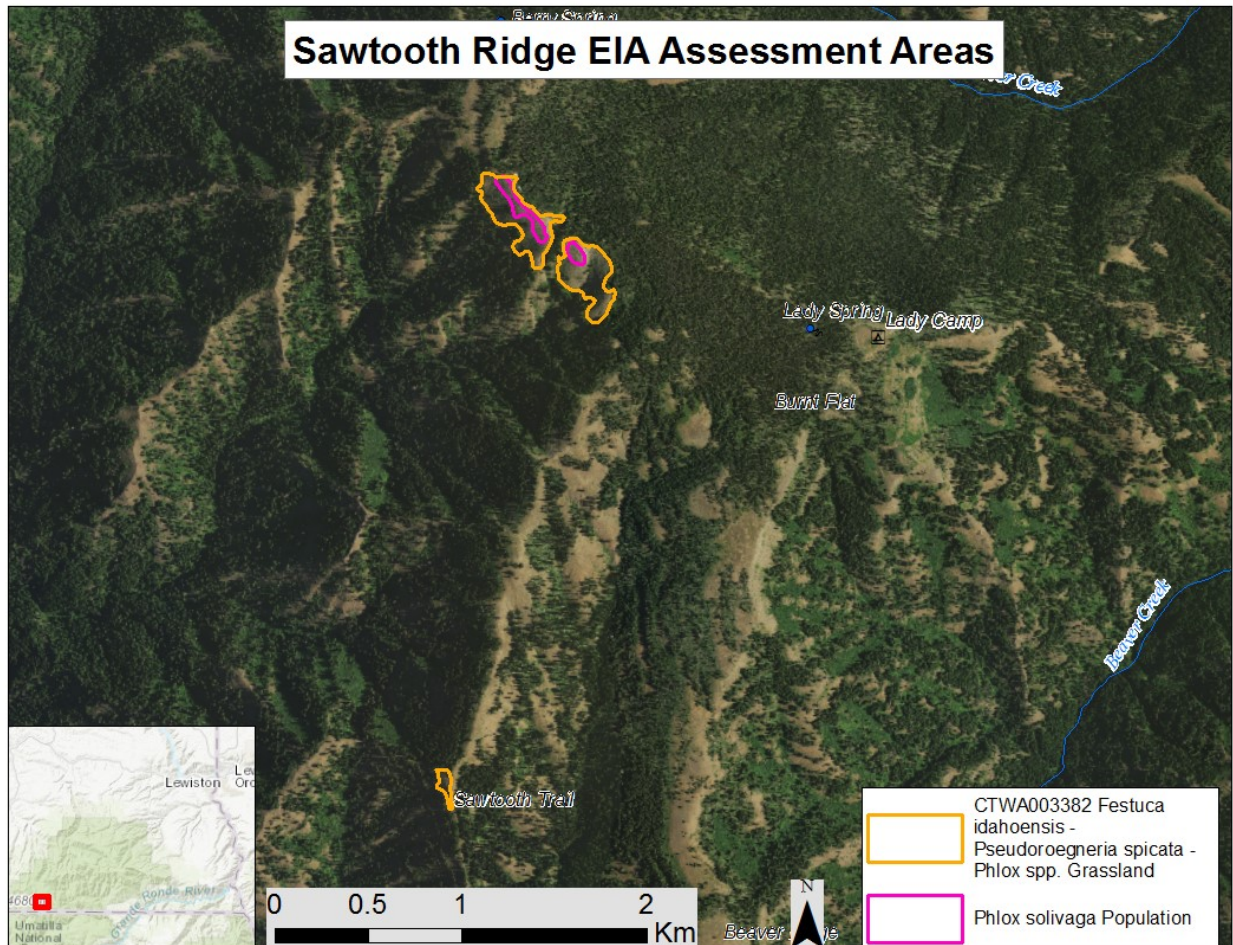 Berry Spring
Sawtooth Ridge EIA Assessment Areas
Creek
Lady Spring
Lady Camp
Burnt Flat
Beaver Creek
Sawtooth Trail
Lewiston
Grande Ronde River
Umatilla
National
0 0.5 1 2
Km
N
Beaver
CTWA003382 Festuca
idahoensis -
Pseudoroegneria spicata -
Phlox spp. Grassland
Phlox solivaga Population